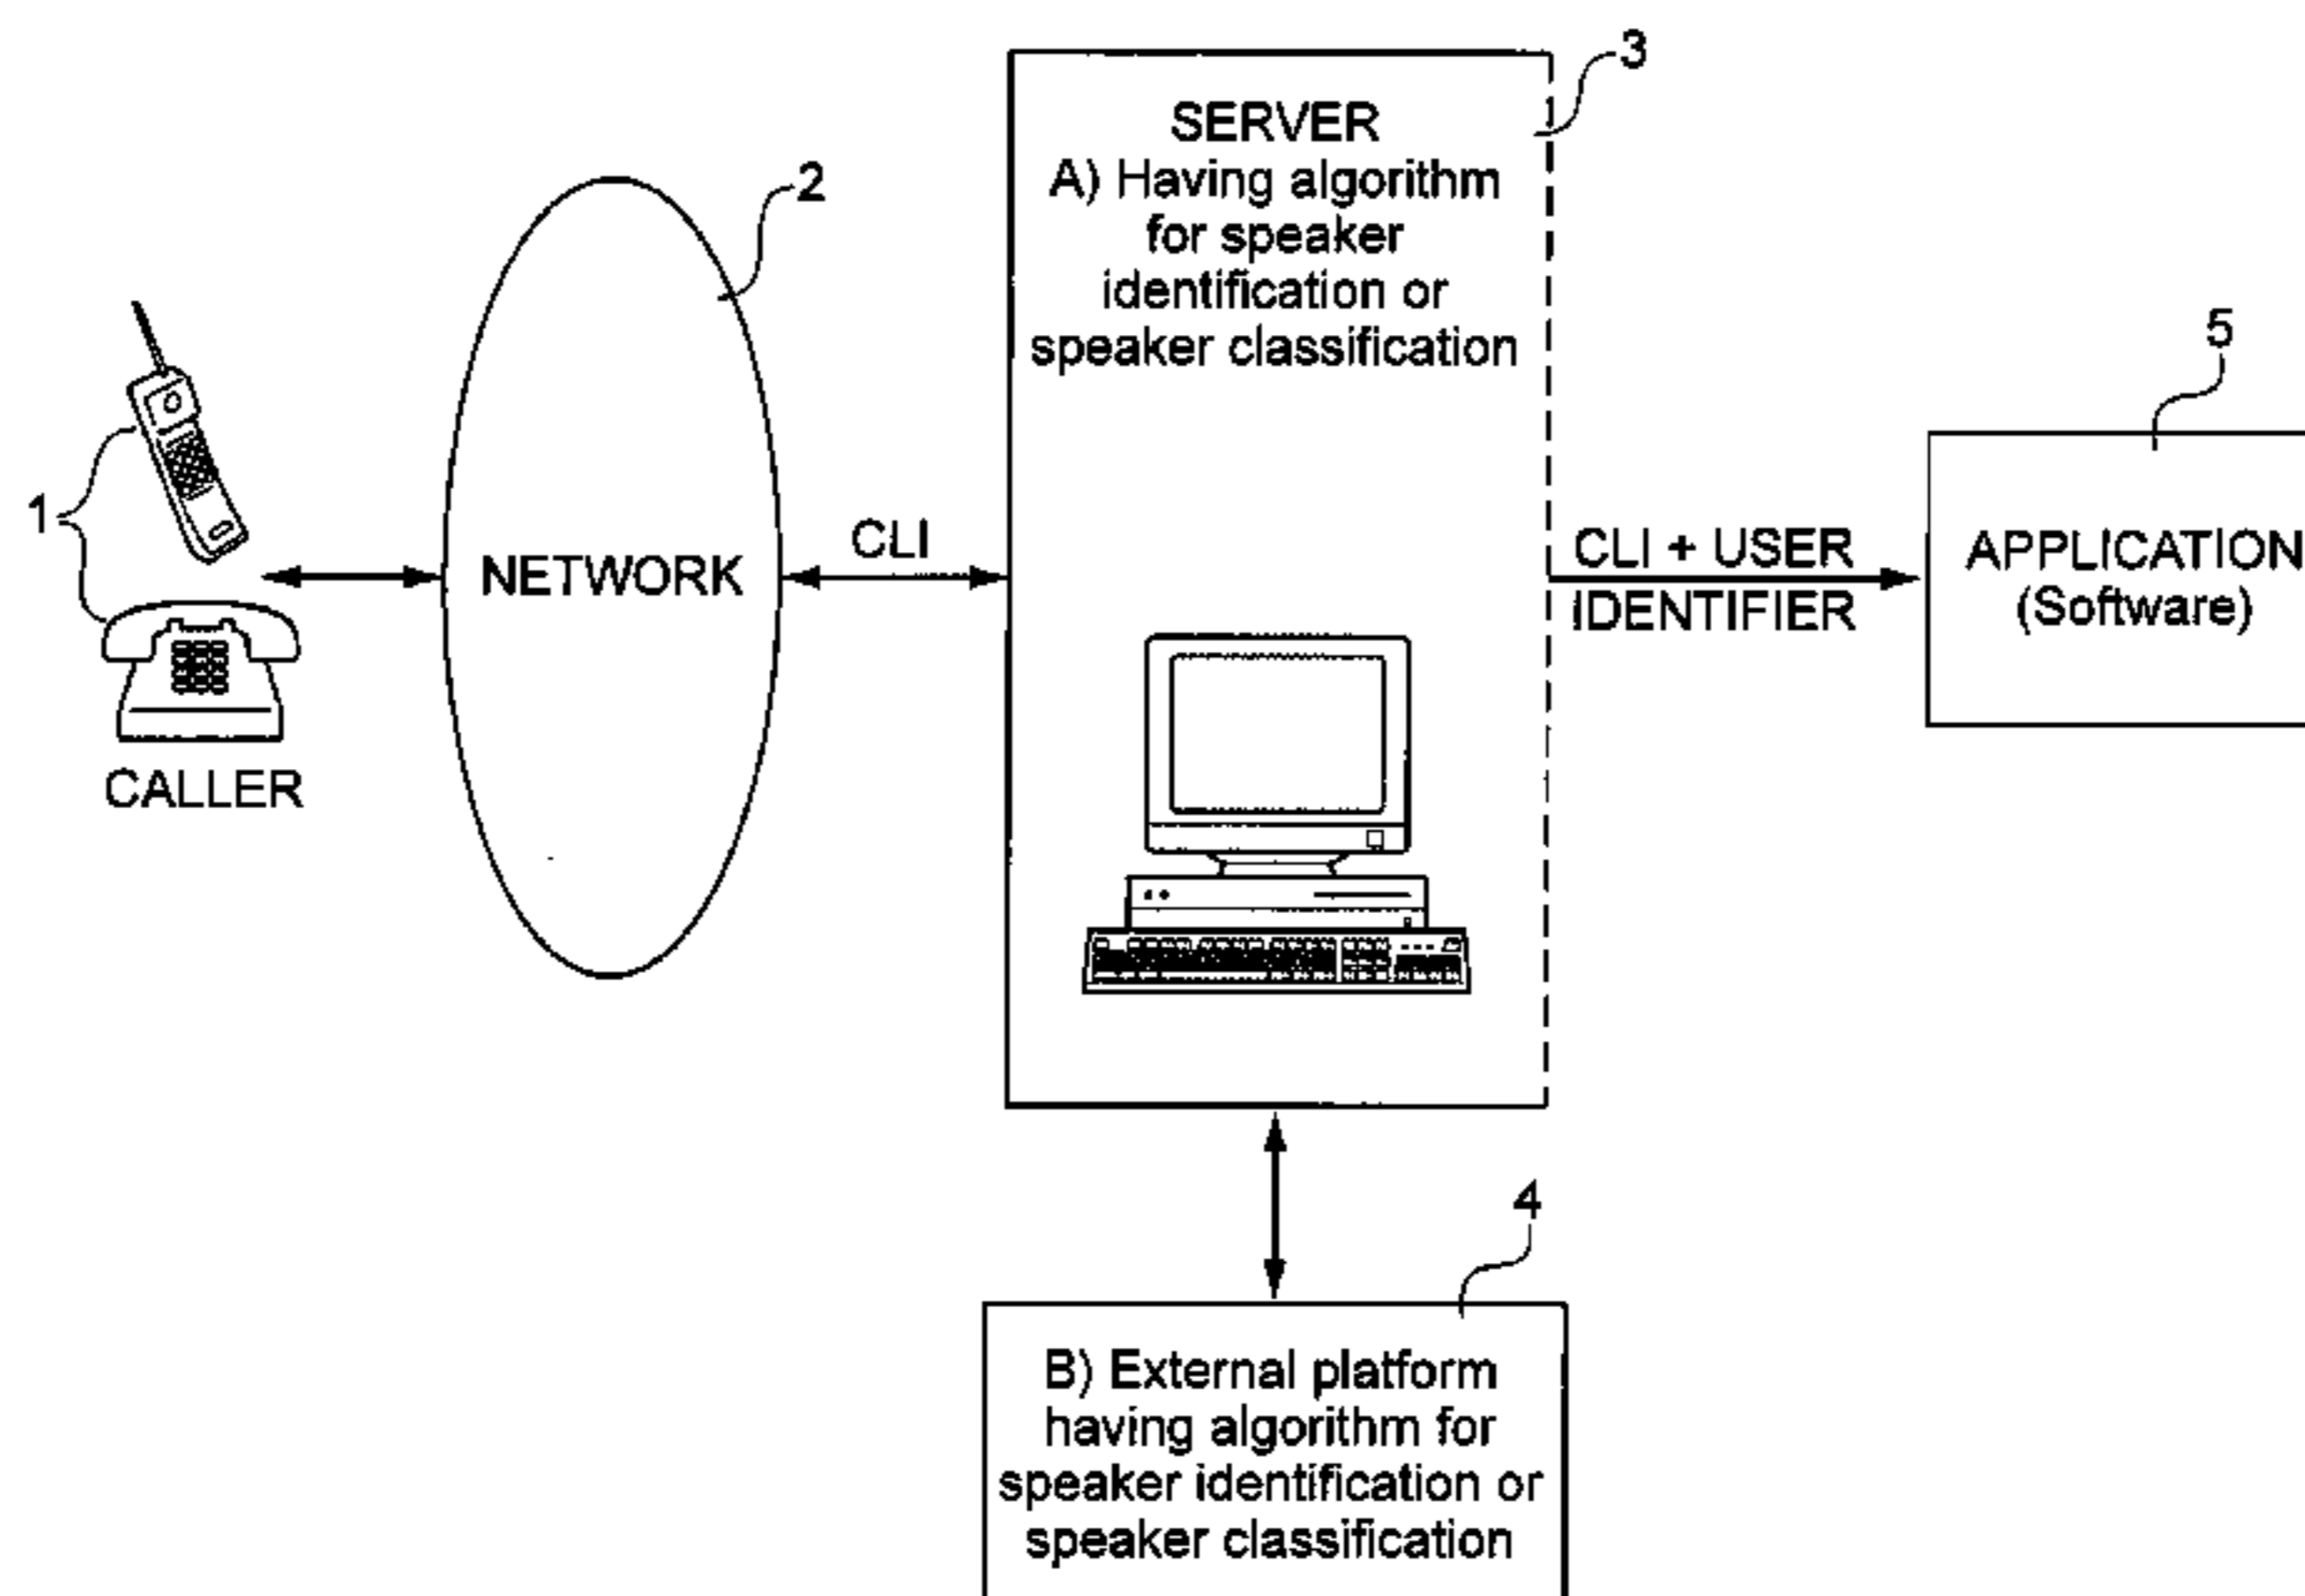 3
SERVER
A) Having algorithm
for speaker
identification or
speaker classification
2
1
CALLER
NETWORK
CLI
CLI + USER
IDENTIFIER
5
APPLICATION
(Software)
4
B) External platform
having algorithm for
speaker identification or
speaker classification